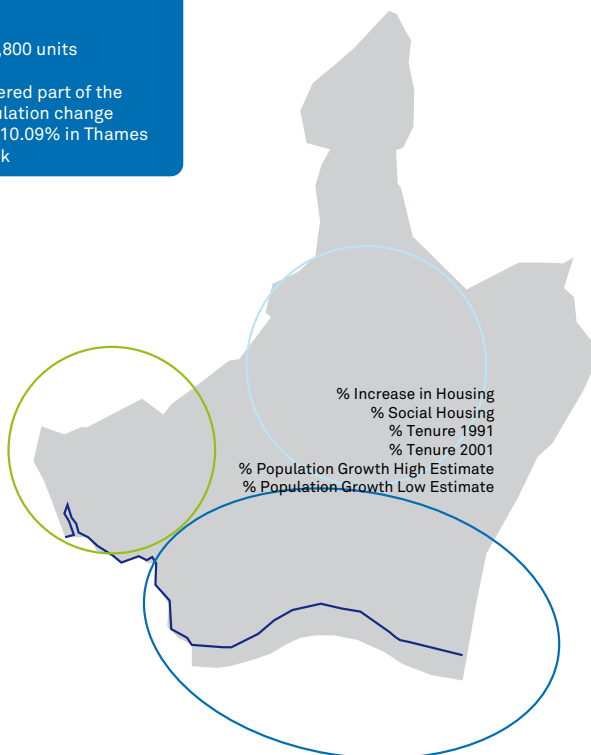 ,800 units
ered part of the
ulation change
10.09% in Thames
k
% Increase in Housing
% Social Housing
% Tenure 1991
% Tenure 2001
% Population Growth High Estimate
% Population Growth Low Estimate